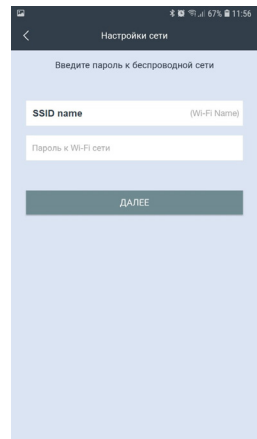 67% 11:56
Настройки сети
Введите пароль к беспроводной сети
SSID name (Wi-Fi Name)
Пароль к Wi-Fi сети
ДАЛЕЕ